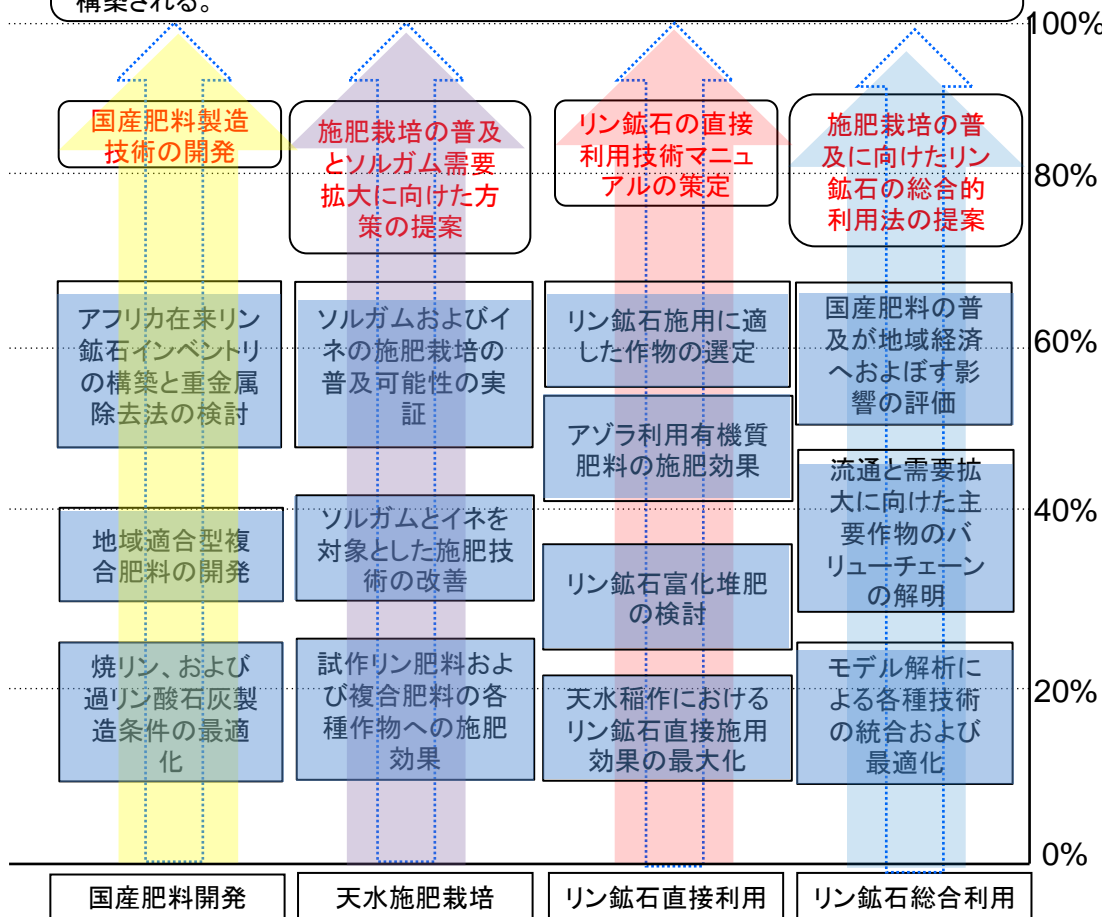 構築される。
100%
国産肥料製造
技術の開発
施肥栽培の普及
とソルガム需要
拡大に向けた方
策の提案
リン鉱石の直接
利用技術マニュ
アルの策定
施肥栽培の普
及に向けたリン
鉱石の総合的
利用法の提案
80%
アフリカ在来リン
鉱石インベントリ
の構築と重金属
除去法の検討
ソルガムおよびイ
ネの施肥栽培の
普及可能性の実
証
リン鉱石施用に適
した作物の選定
国産肥料の普
及が地域経済
へおよぼす影
響の評価
60%
アゾラ利用有機質
肥料の施肥効果
流通と需要拡
大に向けた主
要作物のバ
リューチェーン
の解明
40%
地域適合型複
合肥料の開発
ソルガムとイネを
対象とした施肥技
術の改善
リン鉱石富化堆肥
の検討
焼リン、および
過リン酸石灰製
造条件の最適
化
試作リン肥料およ
び複合肥料の各
種作物への施肥
効果
天水稲作における
リン鉱石直接施用
効果の最大化
モデル解析に
よる各種技術
の統合および
最適化
20%
0%
国産肥料開発
天水施肥栽培
リン鉱石直接利用
リン鉱石総合利用